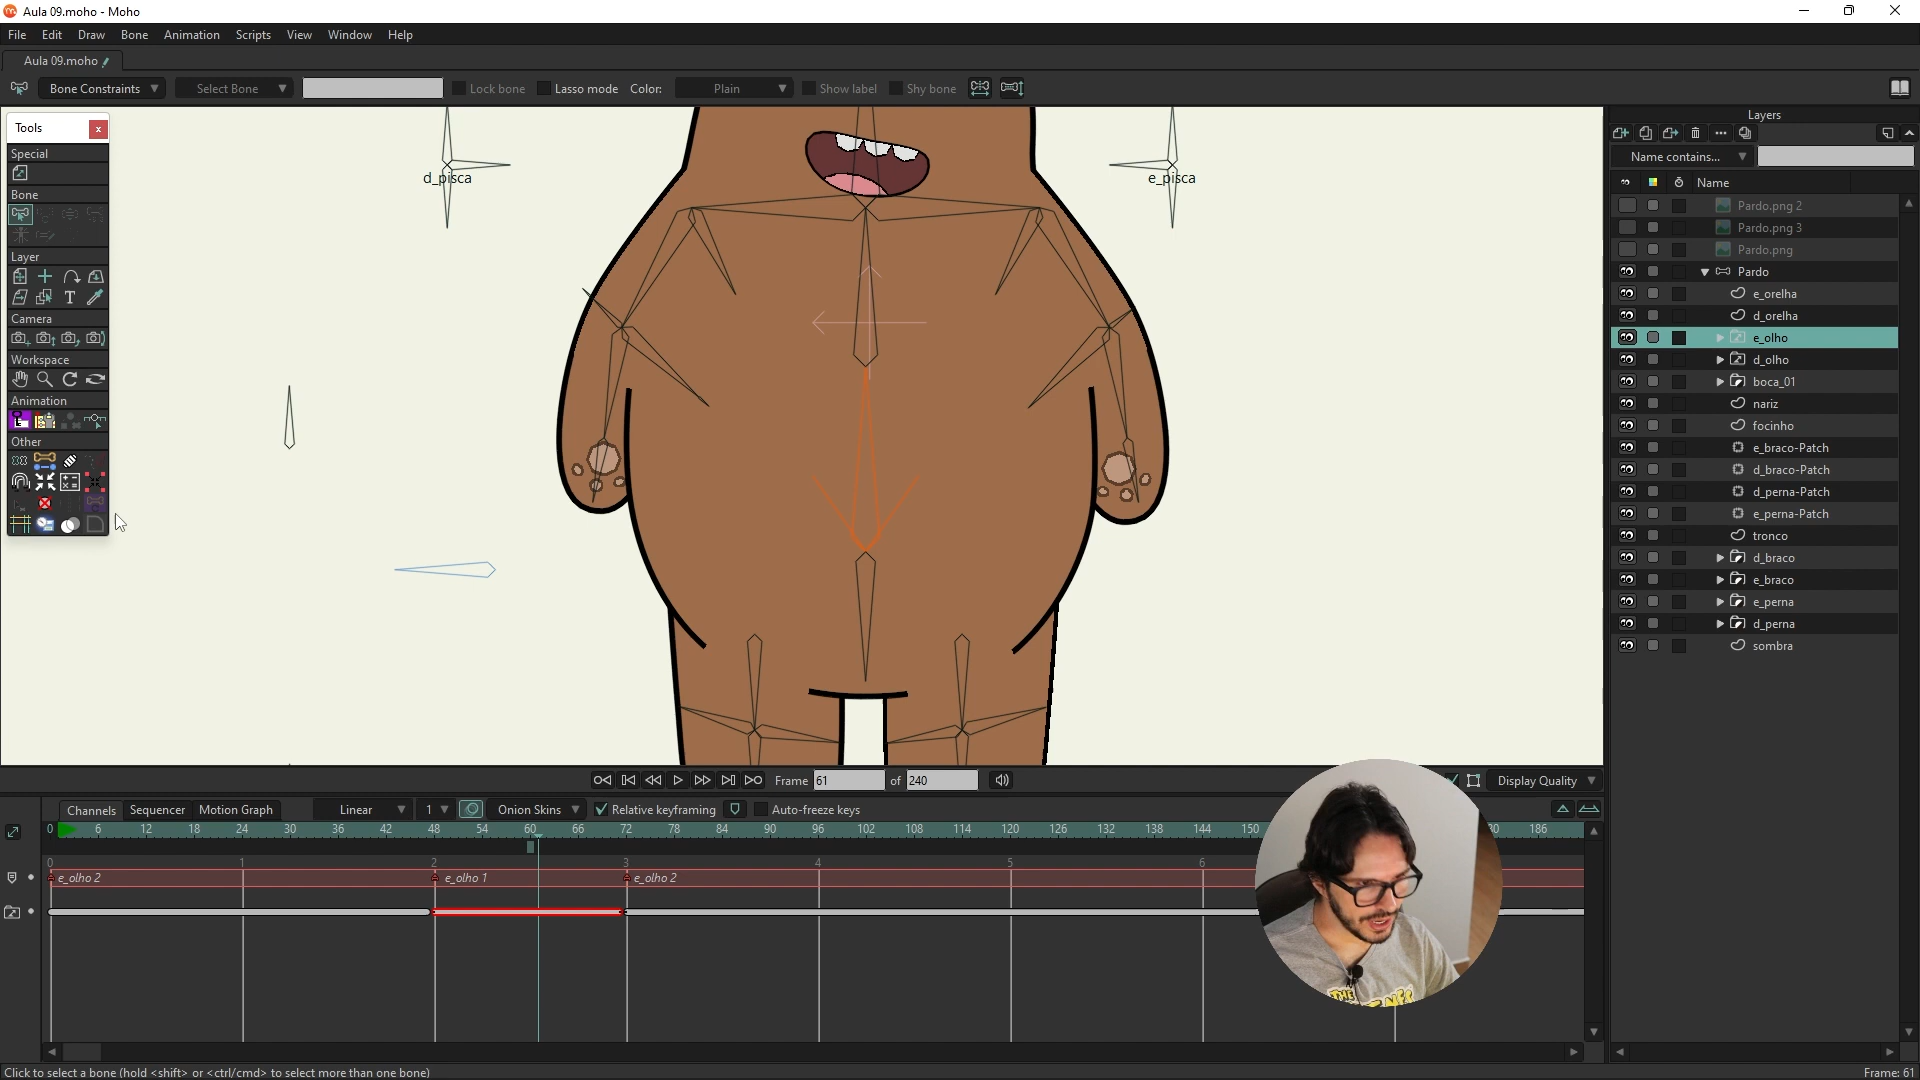 Aula 09.moho - Moho
File Edit Draw Bone Animation Scripts View Window Help
Aula 09.moho
Bone Constraints Select Bone Lock bone Lasso mode Color: Plain Show label Shy bone
Tools x
Special
Bone
Layer
Camera
Workspace
Animation
Other
d_pisca
e_pisca
Layers
Name contains...
Name
Pardo.png 2
Pardo.png 3
Pardo.png
Pardo
e_orelha
d_orelha
e_olho
d_olho
boca_01
nariz
focinho
e_braco-Patch
d_braco-Patch
d_perna-Patch
e_perna-Patch
tronco
d_braco
e_braco
e_perna
d_perna
sombra
Frame 61 of 240 Display Quality
Channels Sequencer Motion Graph Linear 1 Onion Skins Relative keyframing Auto-freeze keys
0 6 12 18 24 30 36 42 48 54 60 66 72 78 84 90 96 102 108 114 120 126 132 138 144 150 186
0 1 2 3 4 5 6
e_olho 2 e_olho 1 e_olho 2
Click to select a bone (hold <shift> or <ctrl/cmd> to select more than one bone) Frame: 61